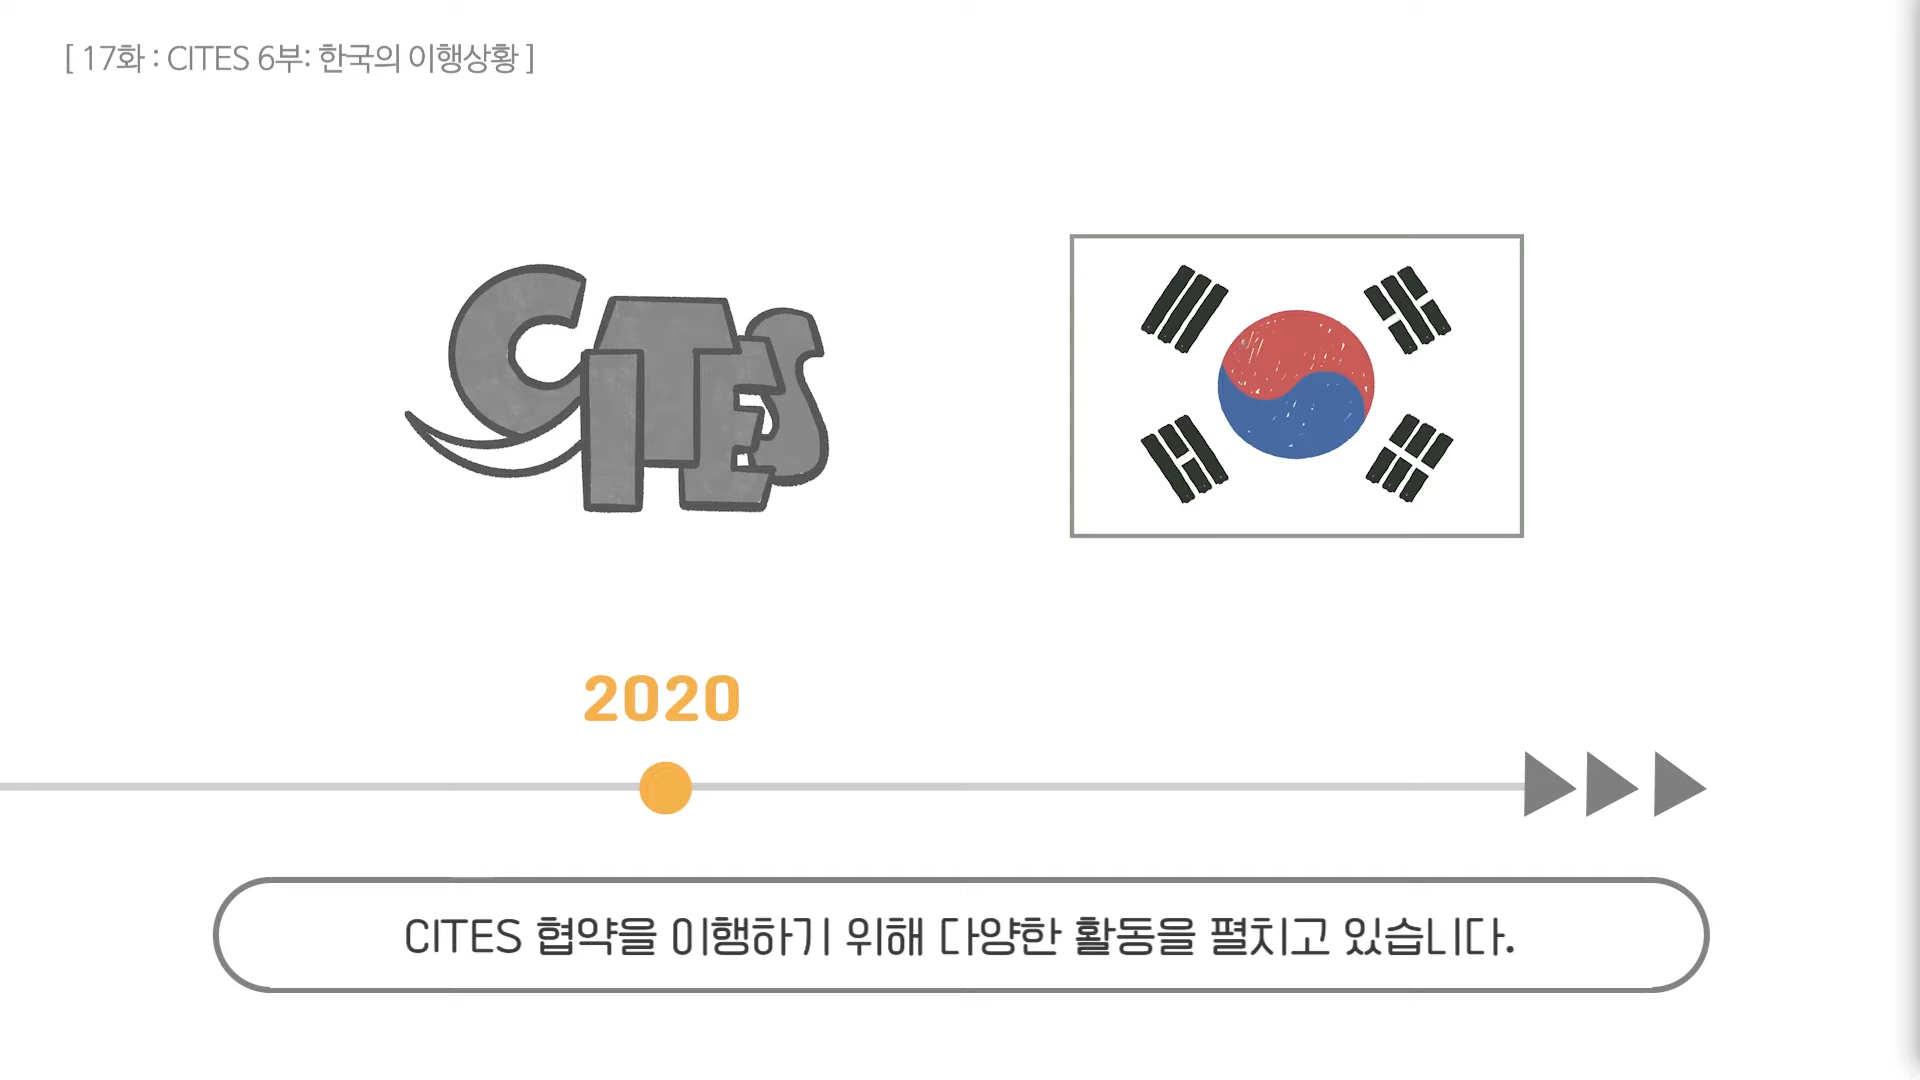 [ 17화 : CITES 6부: 한국의 이행상황 ]
CITES
2020
CITES 협약을 이행하기 위해 다양한 활동을 펼치고 있습니다.